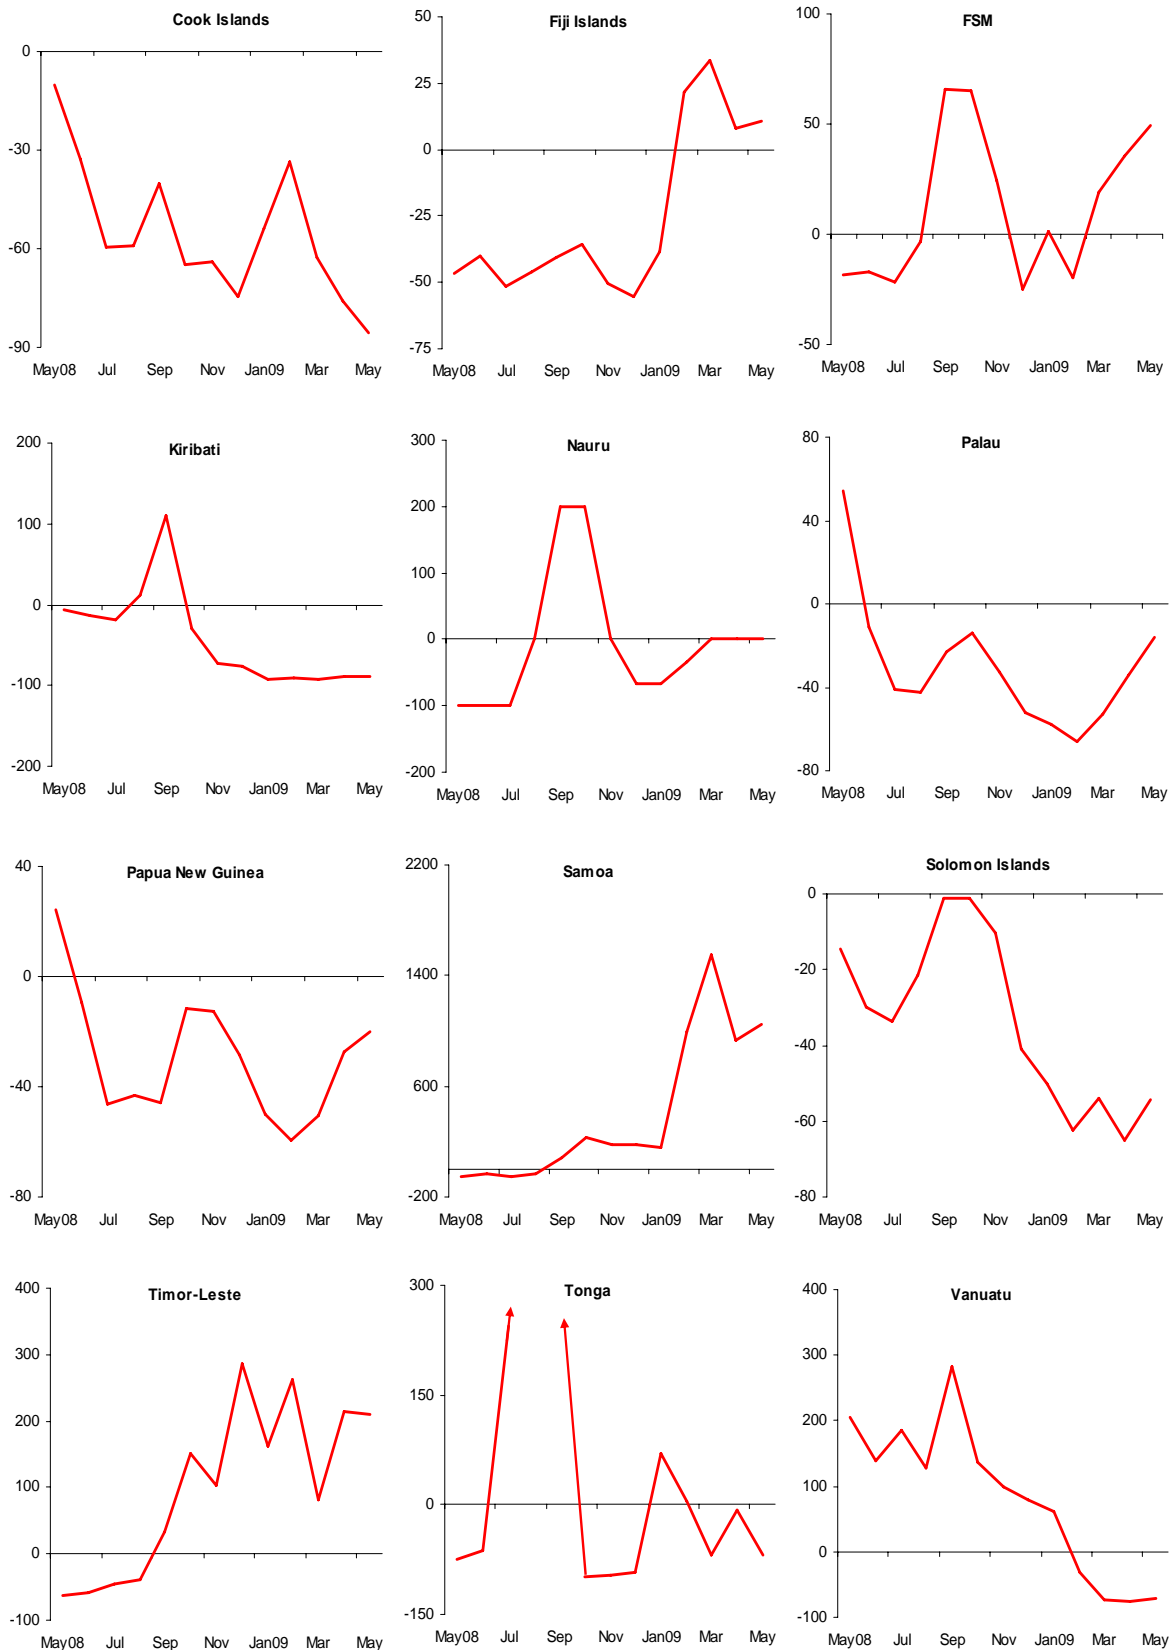 Cook Islands
0
-30
-60
-90
May08 Jul Sep Nov Jan09 Mar May
Fiji Islands
50
25
0
-25
-50
-75
May08 Jul Sep Nov Jan09 Mar May
FSM
100
50
0
-50
May08 Jul Sep Nov Jan09 Mar May
Kiribati
200
100
0
-100
-200
May08 Jul Sep Nov Jan09 Mar May
Nauru
300
200
100
0
-100
-200
May08 Jul Sep Nov Jan09 Mar May
Palau
80
40
0
-40
-80
May08 Jul Sep Nov Jan09 Mar May
Papua New Guinea
40
0
-40
-80
May08 Jul Sep Nov Jan09 Mar May
Samoa
2200
1400
600
-200
May08 Jul Sep Nov Jan09 Mar May
Solomon Islands
0
-20
-40
-60
-80
May08 Jul Sep Nov Jan09 Mar May
Timor-Leste
400
300
200
100
0
-100
May08 Jul Sep Nov Jan09 Mar May
Tonga
300
150
0
-150
May08 Jul Sep Nov Jan09 Mar May
Vanuatu
400
300
200
100
0
-100
May08 Jul Sep Nov Jan09 Mar May